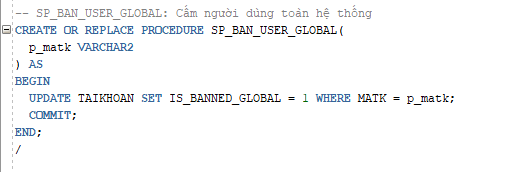 -- SP_BAN_USER_GLOBAL: Cấm người dùng toàn hệ thống
CREATE OR REPLACE PROCEDURE SP_BAN_USER_GLOBAL(
  p_matk VARCHAR2
) AS
BEGIN
  UPDATE TAIKHOAN SET IS_BANNED_GLOBAL = 1 WHERE MATK = p_matk;
  COMMIT;
END;
/